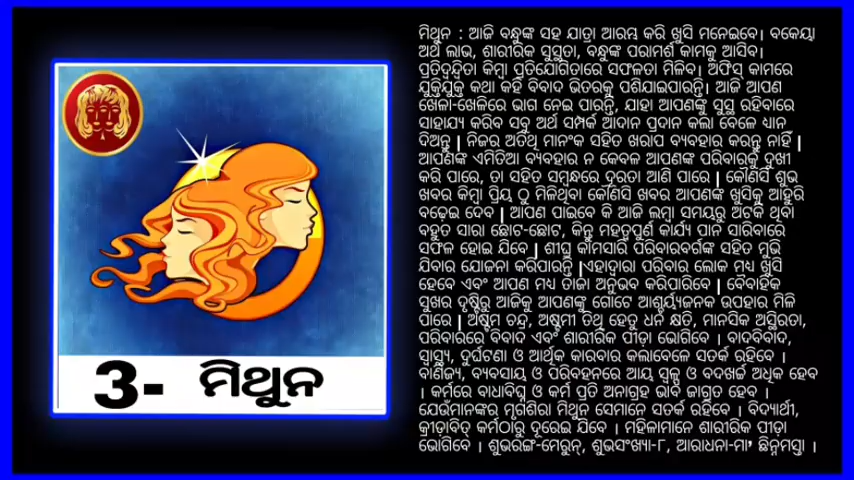 3- ମିଥୁନ
ମିଥୁନ : ଆଜି ବନ୍ଧୁଙ୍କ ସହ ଯାତ୍ରା ଆରମ୍ଭ କରି ଖୁସି ମନେଇବେ। ବକେୟା
ଅର୍ଥ ଲାଭ, ଶାରୀରିକ ସୁସ୍ଥତା, ବନ୍ଧୁଙ୍କ ପରାମର୍ଶ କାମକୁ ଆସିବ।
ପ୍ରତିଦ୍ୱନ୍ଦ୍ୱିତା କିମ୍ବା ପ୍ରତିଯୋଗିତାରେ ସଫଳତା ମିଳିବ। ଅଫିସ୍ କାମରେ
ଯୁକ୍ତିଯୁକ୍ତ କଥା କହି ବିବାଦ ଭିତରକୁ ପଶିଯାଇପାରନ୍ତି। ଆଜି ଆପଣ
ଖେଳା-ଖେଳିରେ ଭାଗ ନେଇ ପାରନ୍ତି, ଯାହା ଆପଣଙ୍କୁ ସୁସ୍ଥ ରହିବାରେ
ସାହାଯ୍ୟ କରିବ ସବୁ ଅର୍ଥ ସମ୍ପର୍କ ଆଦାନ ପ୍ରଦାନ କଲା ବେଳେ ଧ୍ୟାନ
ଦିଅନ୍ତୁ | ନିଜର ଅତିଥି ମାନଂକ ସହିତ ଖରାପ ବ୍ୟବହାର କରନ୍ତୁ ନାହିଁ |
ଆପଣଙ୍କ ଏମିତିଆ ବ୍ୟବହାର ନ କେବଳ ଆପଣଙ୍କ ପରିବାରକୁ ଦୁଖୀ
କରି ପାରେ, ତା ସହିତ ସମ୍ବନ୍ଧରେ ଦୂରତା ଆଣି ପାରେ | କୌଣସି ଶୁଭ
ଖବର କିମ୍ବା ପ୍ରିୟ ଠୁ ମିଳିଥିବା କୌଣସି ଖବର ଆପଣଙ୍କ ଖୁସିକୁ ଆହୁରି
ବଢ଼େଇ ଦେବ | ଆପଣ ପାଇବେ କି ଆଜି ଲମ୍ବା ସମୟରୁ ଅଟକି ଥିବା
ବହୁତ ସାରା ଛୋଟ-ଛୋଟ, କିନ୍ତୁ ମହତ୍ୱପୁର୍ଣ କାର୍ଯ୍ୟ ପାନ ସାରିବାରେ
ସଫଳ ହୋଇ ଯିବେ | ଶୀଘ୍ର କାମସାରି ପରିବାରବର୍ଗଙ୍କ ସହିତ ମୁଭି
ଯିବାର ଯୋଜନା କରିପାରନ୍ତି |ଏହାଦ୍ୱାରା ପରିବାର ଲୋକ ମଧ୍ୟ ଖୁସି
ହେବେ ଏବଂ ଆପଣ ମଧ୍ୟ ତାଜା ଅନୁଭବ କରିପାରିବେ | ବୈବାହିକ
ସୁଖର ଦୃଷ୍ଟିରୁ ଆଜିକୁ ଆପଣଙ୍କୁ ଗୋଟେ ଆଶ୍ଚର୍ଯ୍ୟଜନକ ଉପହାର ମିଳି
ପାରେ | ଅଷ୍ଟମ ଚନ୍ଦ୍ର, ଅଷ୍ଟମୀ ତିଥି ହେତୁ ଧନ କ୍ଷତି, ମାନସିକ ଅସ୍ଥିରତା,
ପରିବାରରେ ବିବାଦ ଏବଂ ଶାରୀରିକ ପୀଡ଼ା ଭୋଗିବେ । ବାଦବିବାଦ,
ସ୍ୱାସ୍ଥ୍ୟ, ଦୁର୍ଘଟଣା ଓ ଆର୍ଥିକ କାରବାର କଲାବେଳେ ସତର୍କ ରହିବେ ।
ବାଣିଜ୍ୟ, ବ୍ୟବସାୟ ଓ ପରିବହନରେ ଆୟ ସ୍ୱଳ୍ପ ଓ ବଦଖର୍ଚ୍ଚ ଅଧିକ ହେବ
। କର୍ମରେ ବାଧାବିଘ୍ନ ଓ କର୍ମ ପ୍ରତି ଅନାଗ୍ରହ ଭାବ ଜାଗ୍ରତ ହେବ ।
ଯେଉଁମାନଙ୍କର ମୃଗଶିରା ମିଥୁନ ସେମାନେ ସତର୍କ ରହିବେ । ବିଦ୍ୟାର୍ଥୀ,
କ୍ରୀଡ଼ାବିତ୍ କର୍ମଠାରୁ ଦୂରେଇ ଯିବେ । ମହିଳାମାନେ ଶାରୀରିକ ପୀଡ଼ା
ଭୋଗିବେ । ଶୁଭରଙ୍ଗ-ମେରୁନ୍, ଶୁଭସଂଖ୍ୟା-୮, ଆରାଧନା-ମା' ଛିନ୍ନମସ୍ତା ।